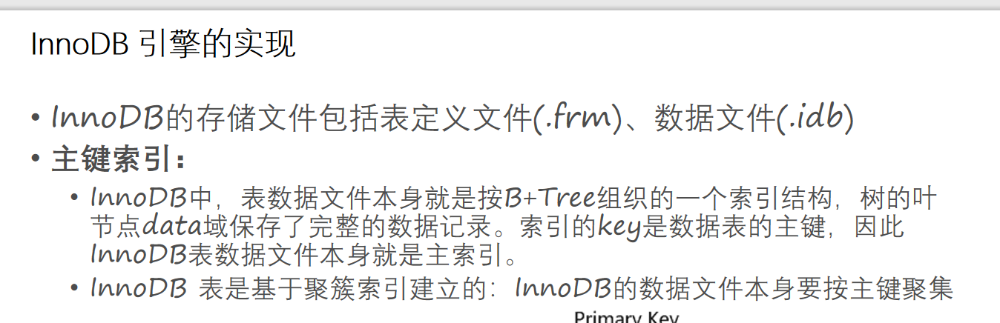 InnoDB 引擎的实现
• InnoDB的存储文件包括表定义文件(.frm)、数据文件(.idb)
• 主键索引：
• InnoDB中，表数据文件本身就是按B+Tree组织的一个索引结构，树的叶
节点data域保存了完整的数据记录。索引的key是数据表的主键，因此
InnoDB表数据文件本身就是主索引。
• InnoDB 表是基于聚簇索引建立的：InnoDB的数据文件本身要按主键聚集
Primary Key